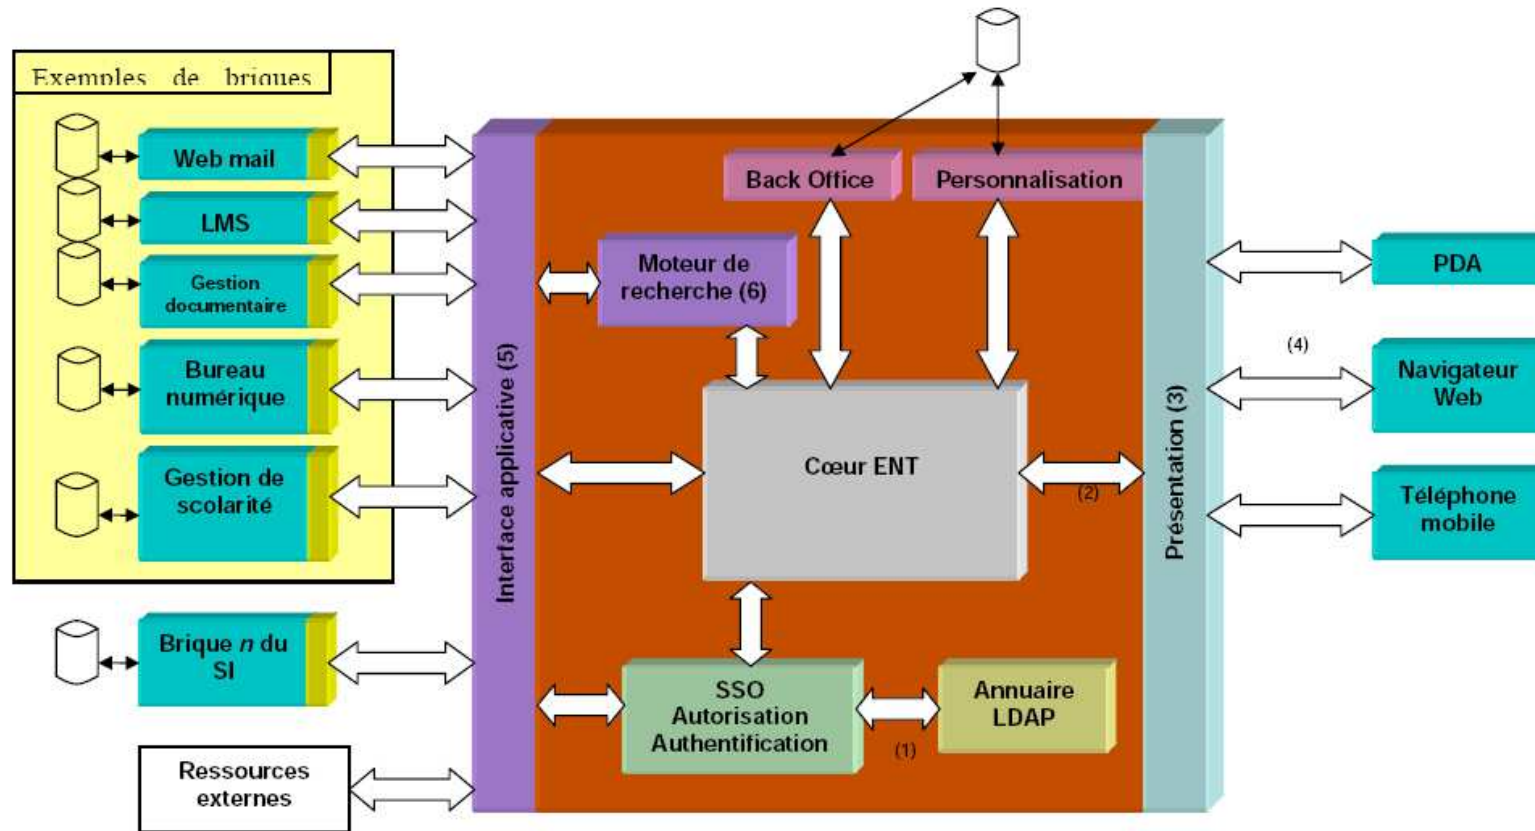 Exemples de briques
Web mail
LMS
Gestion
documentaire
Bureau
numérique
Gestion de
scolarité
Brique n du
SI
Ressources
externes
Interface applicative (5)
Back Office
Personnalisation
Moteur de
recherche (6)
Cœur ENT
(2)
SSO
Autorisation
Authentification
(1)
Annuaire
LDAP
Présentation (3)
PDA
(4)
Navigateur
Web
Téléphone
mobile